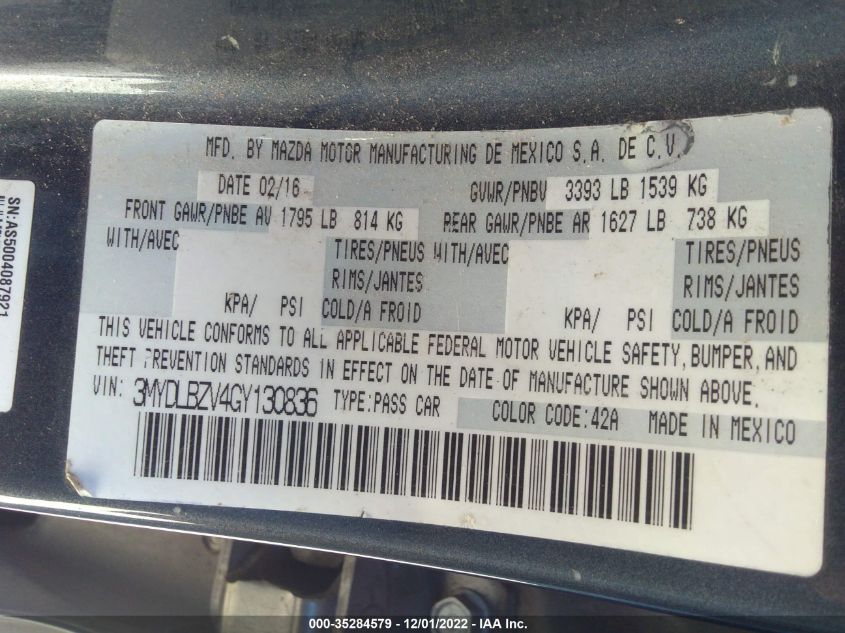 MFD. BY MAZDA MOTOR MANUFACTURING DE MEXICO S.A. DE C.V.
DATE 02/16 GVWR/PNBV 3393 LB 1539 KG
FRONT GAWR/PNBE AV 1795 LB 814 KG REAR GAWR/PNBE AR 1627 LB 738 KG
WITH/AVEC TIRES/PNEUS WITH/AVEC TIRES/PNEUS
RIMS/JANTES RIMS/JANTES
KPA/ PSI COLD/A FROID KPA/ PSI COLD/A FROID
THIS VEHICLE CONFORMS TO ALL APPLICABLE FEDERAL MOTOR VEHICLE SAFETY, BUMPER, AND
THEFT PREVENTION STANDARDS IN EFFECT ON THE DATE OF MANUFACTURE SHOWN ABOVE.
VIN: 3MYDLBZV4GY130836 TYPE:PASS CAR COLOR CODE:42A MADE IN MEXICO
SN:AS5004087921
000-35284579 - 12/01/2022 - IAA Inc.